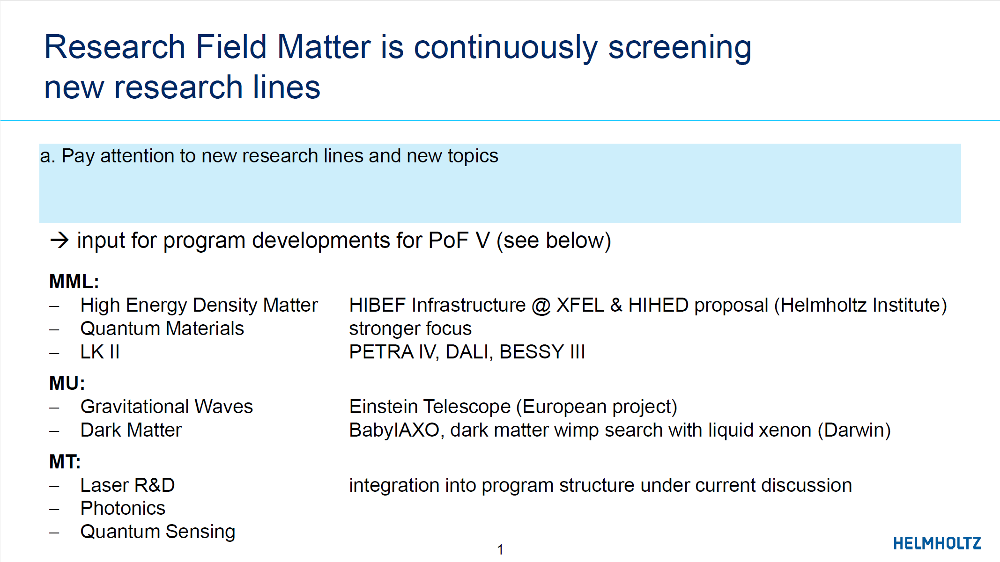 Research Field Matter is continuously screening
new research lines
a. Pay attention to new research lines and new topics
→ input for program developments for PoF V (see below)
MML:
– High Energy Density Matter HIBEF Infrastructure @ XFEL & HIHED proposal (Helmholtz Institute)
– Quantum Materials stronger focus
– LK II PETRA IV, DALI, BESSY III
MU:
– Gravitational Waves Einstein Telescope (European project)
– Dark Matter BabyIAXO, dark matter wimp search with liquid xenon (Darwin)
MT:
– Laser R&D integration into program structure under current discussion
– Photonics
– Quantum Sensing
1
HELMHOLTZ